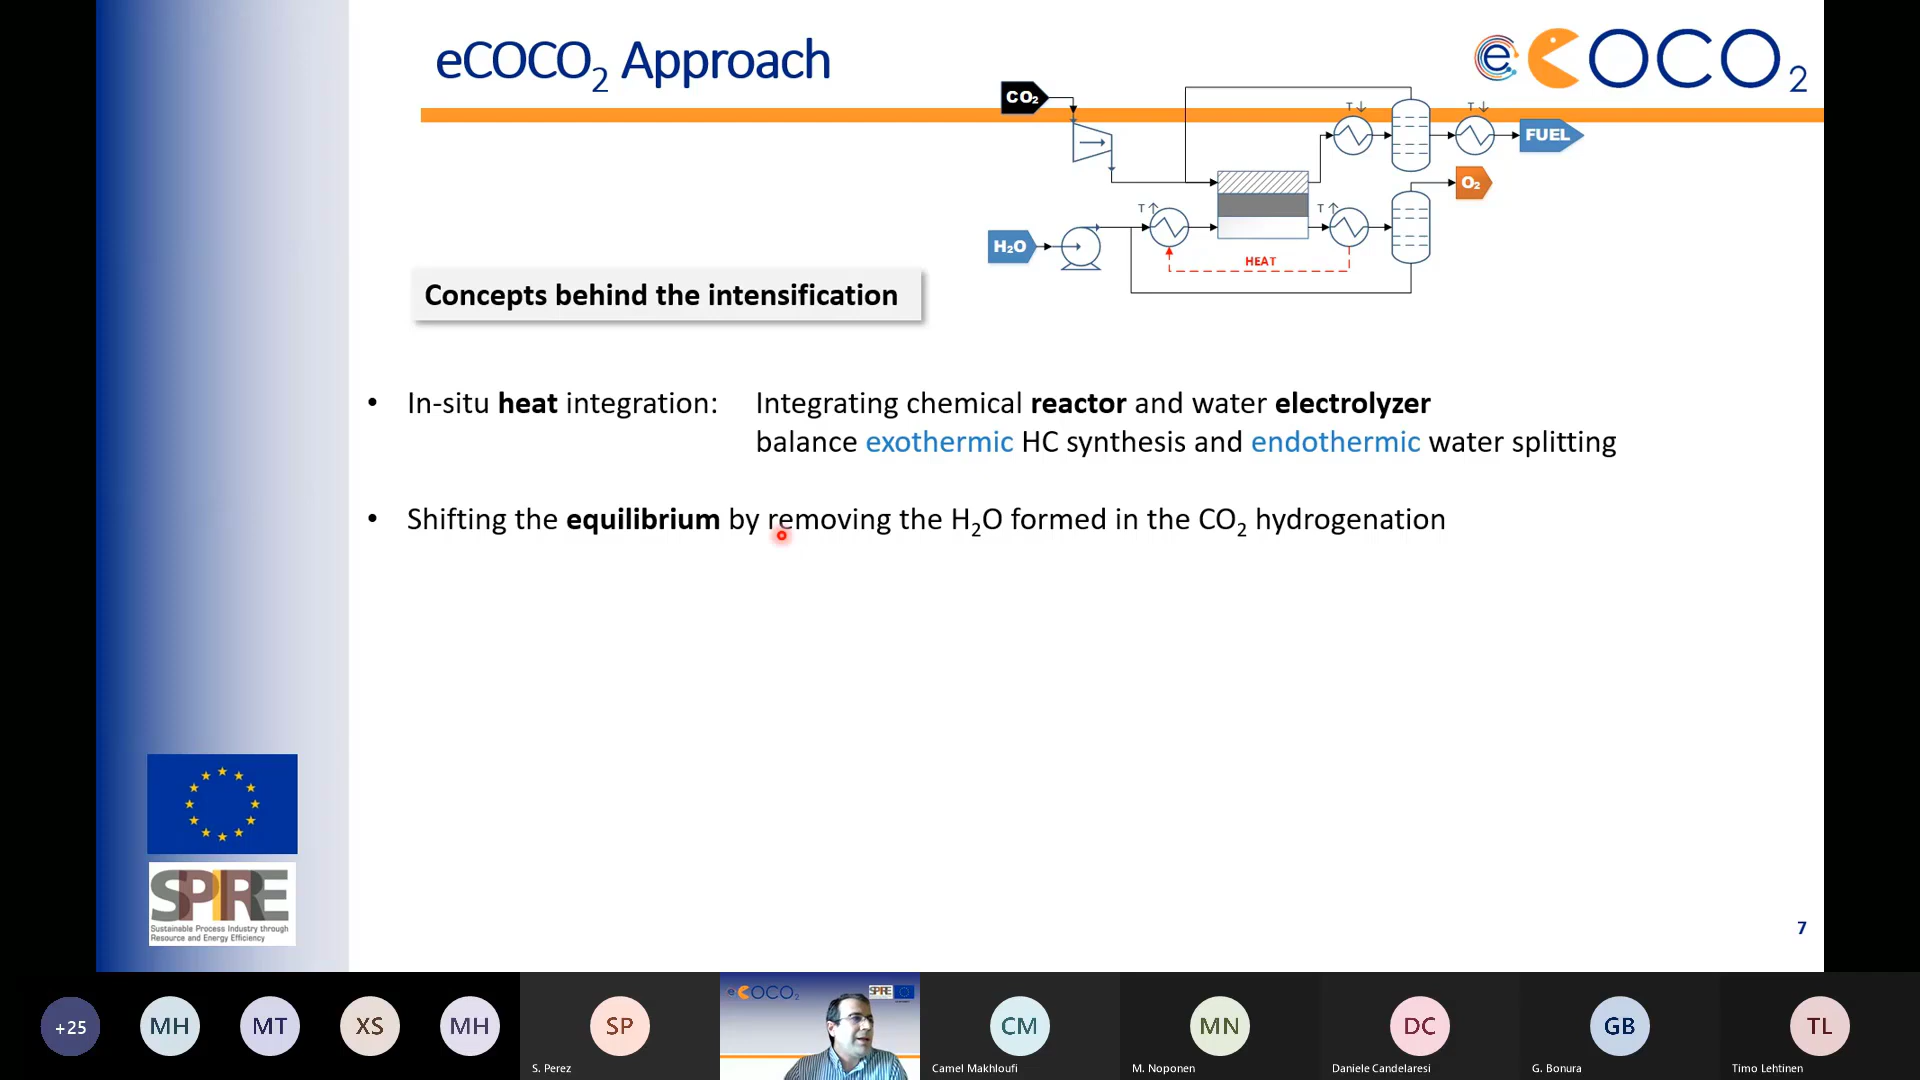 eCOCO₂ Approach
e COCO₂
CO₂
T↓
T↓
FUEL
O₂
T↑
T↑
H₂O
HEAT
Concepts behind the intensification
• In-situ heat integration: Integrating chemical reactor and water electrolyzer
balance exothermic HC synthesis and endothermic water splitting
• Shifting the equilibrium by removing the H₂O formed in the CO₂ hydrogenation
SPIRE
Sustainable Process Industry through
Resource and Energy Efficiency
7
+25
MH
MT
XS
MH
SP
S. Perez
e COCO₂
SPIRE
CM
Camel Makhloufi
MN
M. Noponen
DC
Daniele Candelaresi
GB
G. Bonura
TL
Timo Lehtinen